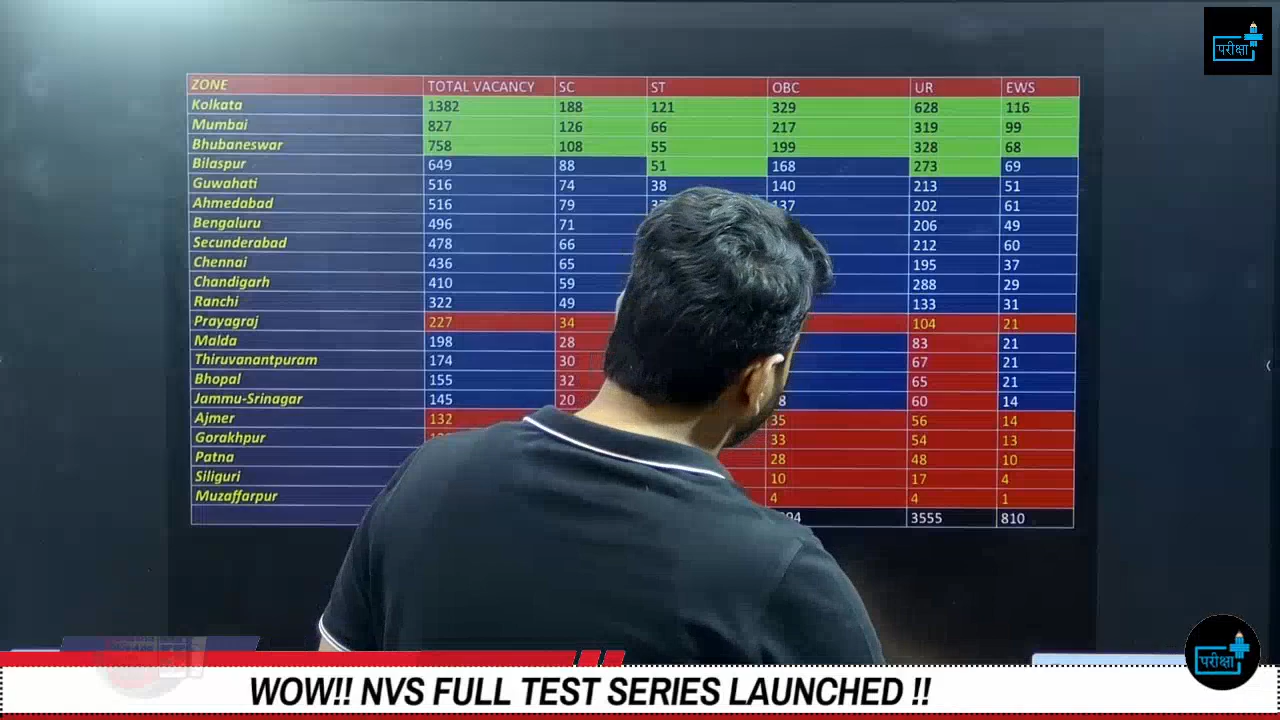 परीक्षा
ZONE TOTAL VACANCY SC ST OBC UR EWS
Kolkata 1382 188 121 329 628 116
Mumbai 827 126 66 217 319 99
Bhubaneswar 758 108 55 199 328 68
Bilaspur 649 88 51 168 273 69
Guwahati 516 74 38 140 213 51
Ahmedabad 516 79 137 202 61
Bengaluru 496 71 206 49
Secunderabad 478 66 212 60
Chennai 436 65 195 37
Chandigarh 410 59 288 29
Ranchi 322 49 133 31
Prayagraj 227 34 104 21
Malda 198 28 83 21
Thiruvanantpuram 174 30 67 21
Bhopal 155 32 65 21
Jammu-Srinagar 145 20 60 14
Ajmer 132 35 56 14
Gorakhpur 33 54 13
Patna 28 48 10
Siliguri 10 17 4
Muzaffarpur 4 4 1
3555 810
परीक्षा
WOW!! NVS FULL TEST SERIES LAUNCHED !!